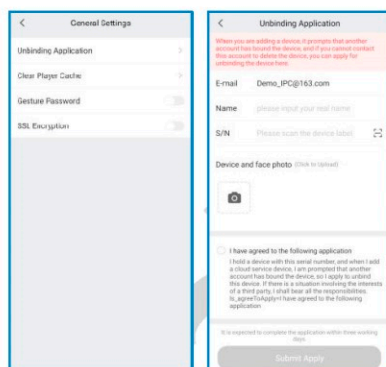 General Settings
Unbinding Application
Clear Player Cache
Gesture Password
SSL Encryption
Unbinding Application
When you are adding a device, it prompts that another
account has bound the device, and if you cannot contact
this account to delete the device, you can apply for
unbinding the device here.
E-mail Demo_IPC@163.com
Name please input your real name
S/N Please scan the device label
Device and face photo (Click to Upload)
I have agreed to the following application
I hold a device with this serial number, and when I add
a cloud service device, I am prompted that another
account has bound the device, so I apply to unbind
this device. If there is a situation involving the interests
of a third party, I shall bear all the responsibilities.
ls_agreeToApply=I have agreed to the following
application
It is expected to complete the application within three working
days.
Submit Apply